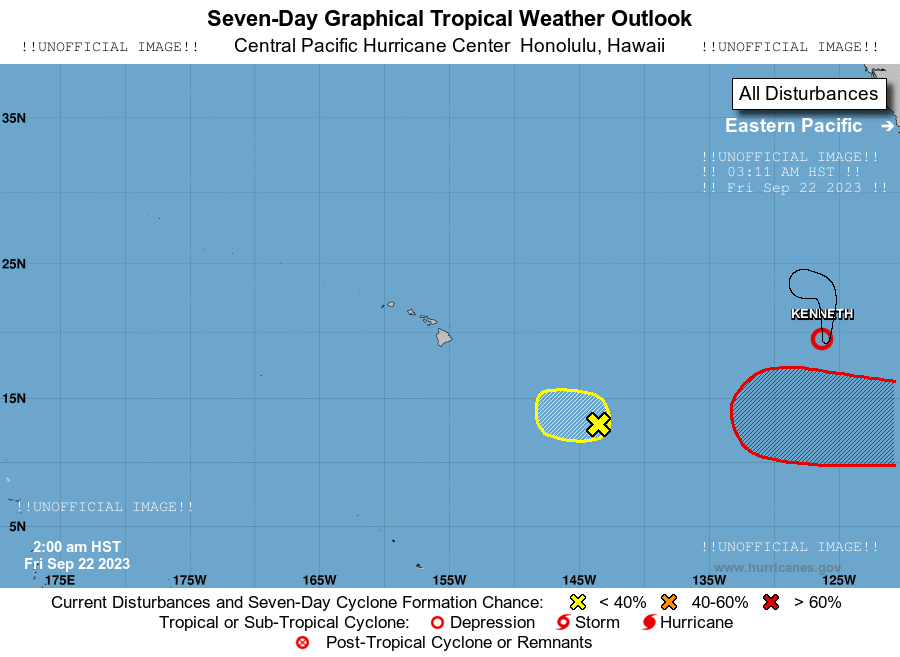 Seven-Day Graphical Tropical Weather Outlook
!!UNOFFICIAL IMAGE!! Central Pacific Hurricane Center Honolulu, Hawaii !!UNOFFICIAL IMAGE!!
All Disturbances
35N
Eastern Pacific ➔
!!UNOFFICIAL IMAGE!!
!! 03:11 AM HST !!
!! Fri Sep 22 2023 !!
25N
KENNETH
15N
!!UNOFFICIAL IMAGE!!
5N
2:00 am HST
Fri Sep 22 2023
!!UNOFFICIAL IMAGE!!
www.hurricanes.gov
175E 175W 165W 155W 145W 135W 125W
Current Disturbances and Seven-Day Cyclone Formation Chance: < 40% 40-60% > 60%
Tropical or Sub-Tropical Cyclone: Depression Storm Hurricane
Post-Tropical Cyclone or Remnants